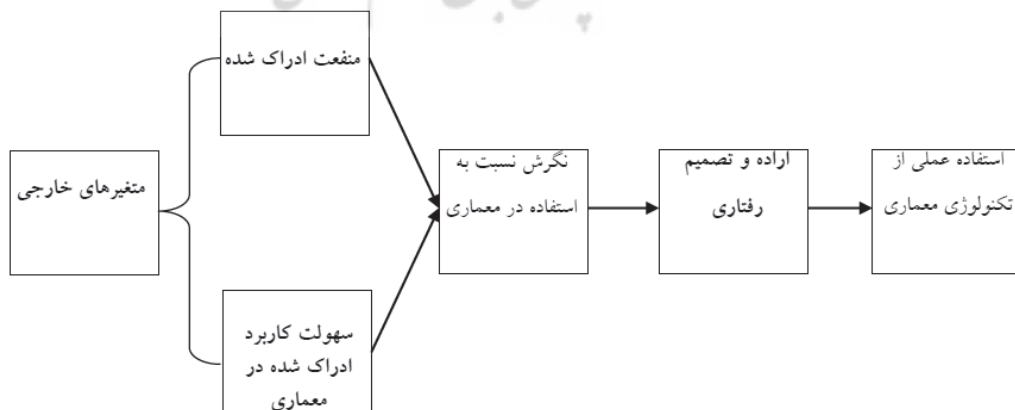 منفعت ادراک شده
متغیرهای خارجی
سهولت کاربرد
ادراک شده در
معماری
نگرش نسبت به
استفاده در معماری
اراده و تصمیم
رفتاری
استفاده عملی از
تکنولوژی معماری